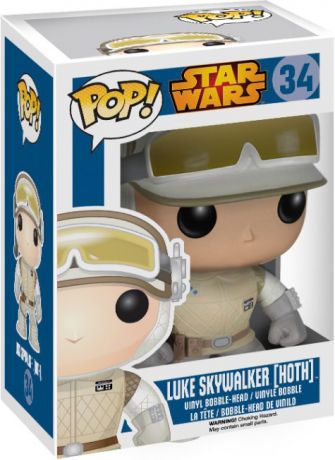 POP!
STAR
WARS
34
LUKE SKYWALKER [HOTH]
VINYL BOBBLE-HEAD / VINYLE BOBBLE
LA TÊTE / BOBBLE-HEAD DE VINILO
WARNING! Choking Hazard.
May contain small parts.
34